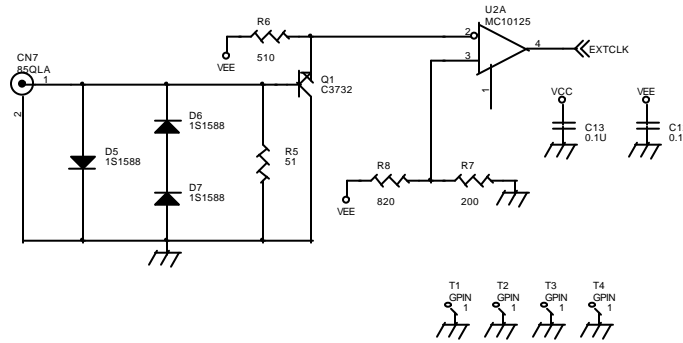 U2A
MC10125
R6
510
VEE
2
3
4
1
EXTCLK
CN7
85QLA
1
2
Q1
C3732
D5
1S1588
D6
1S1588
D7
1S1588
R5
51
VCC
C13
0.1U
VEE
C1
0.1
R8
820
R7
200
VEE
T1
GPIN
1
T2
GPIN
1
T3
GPIN
1
T4
GPIN
1